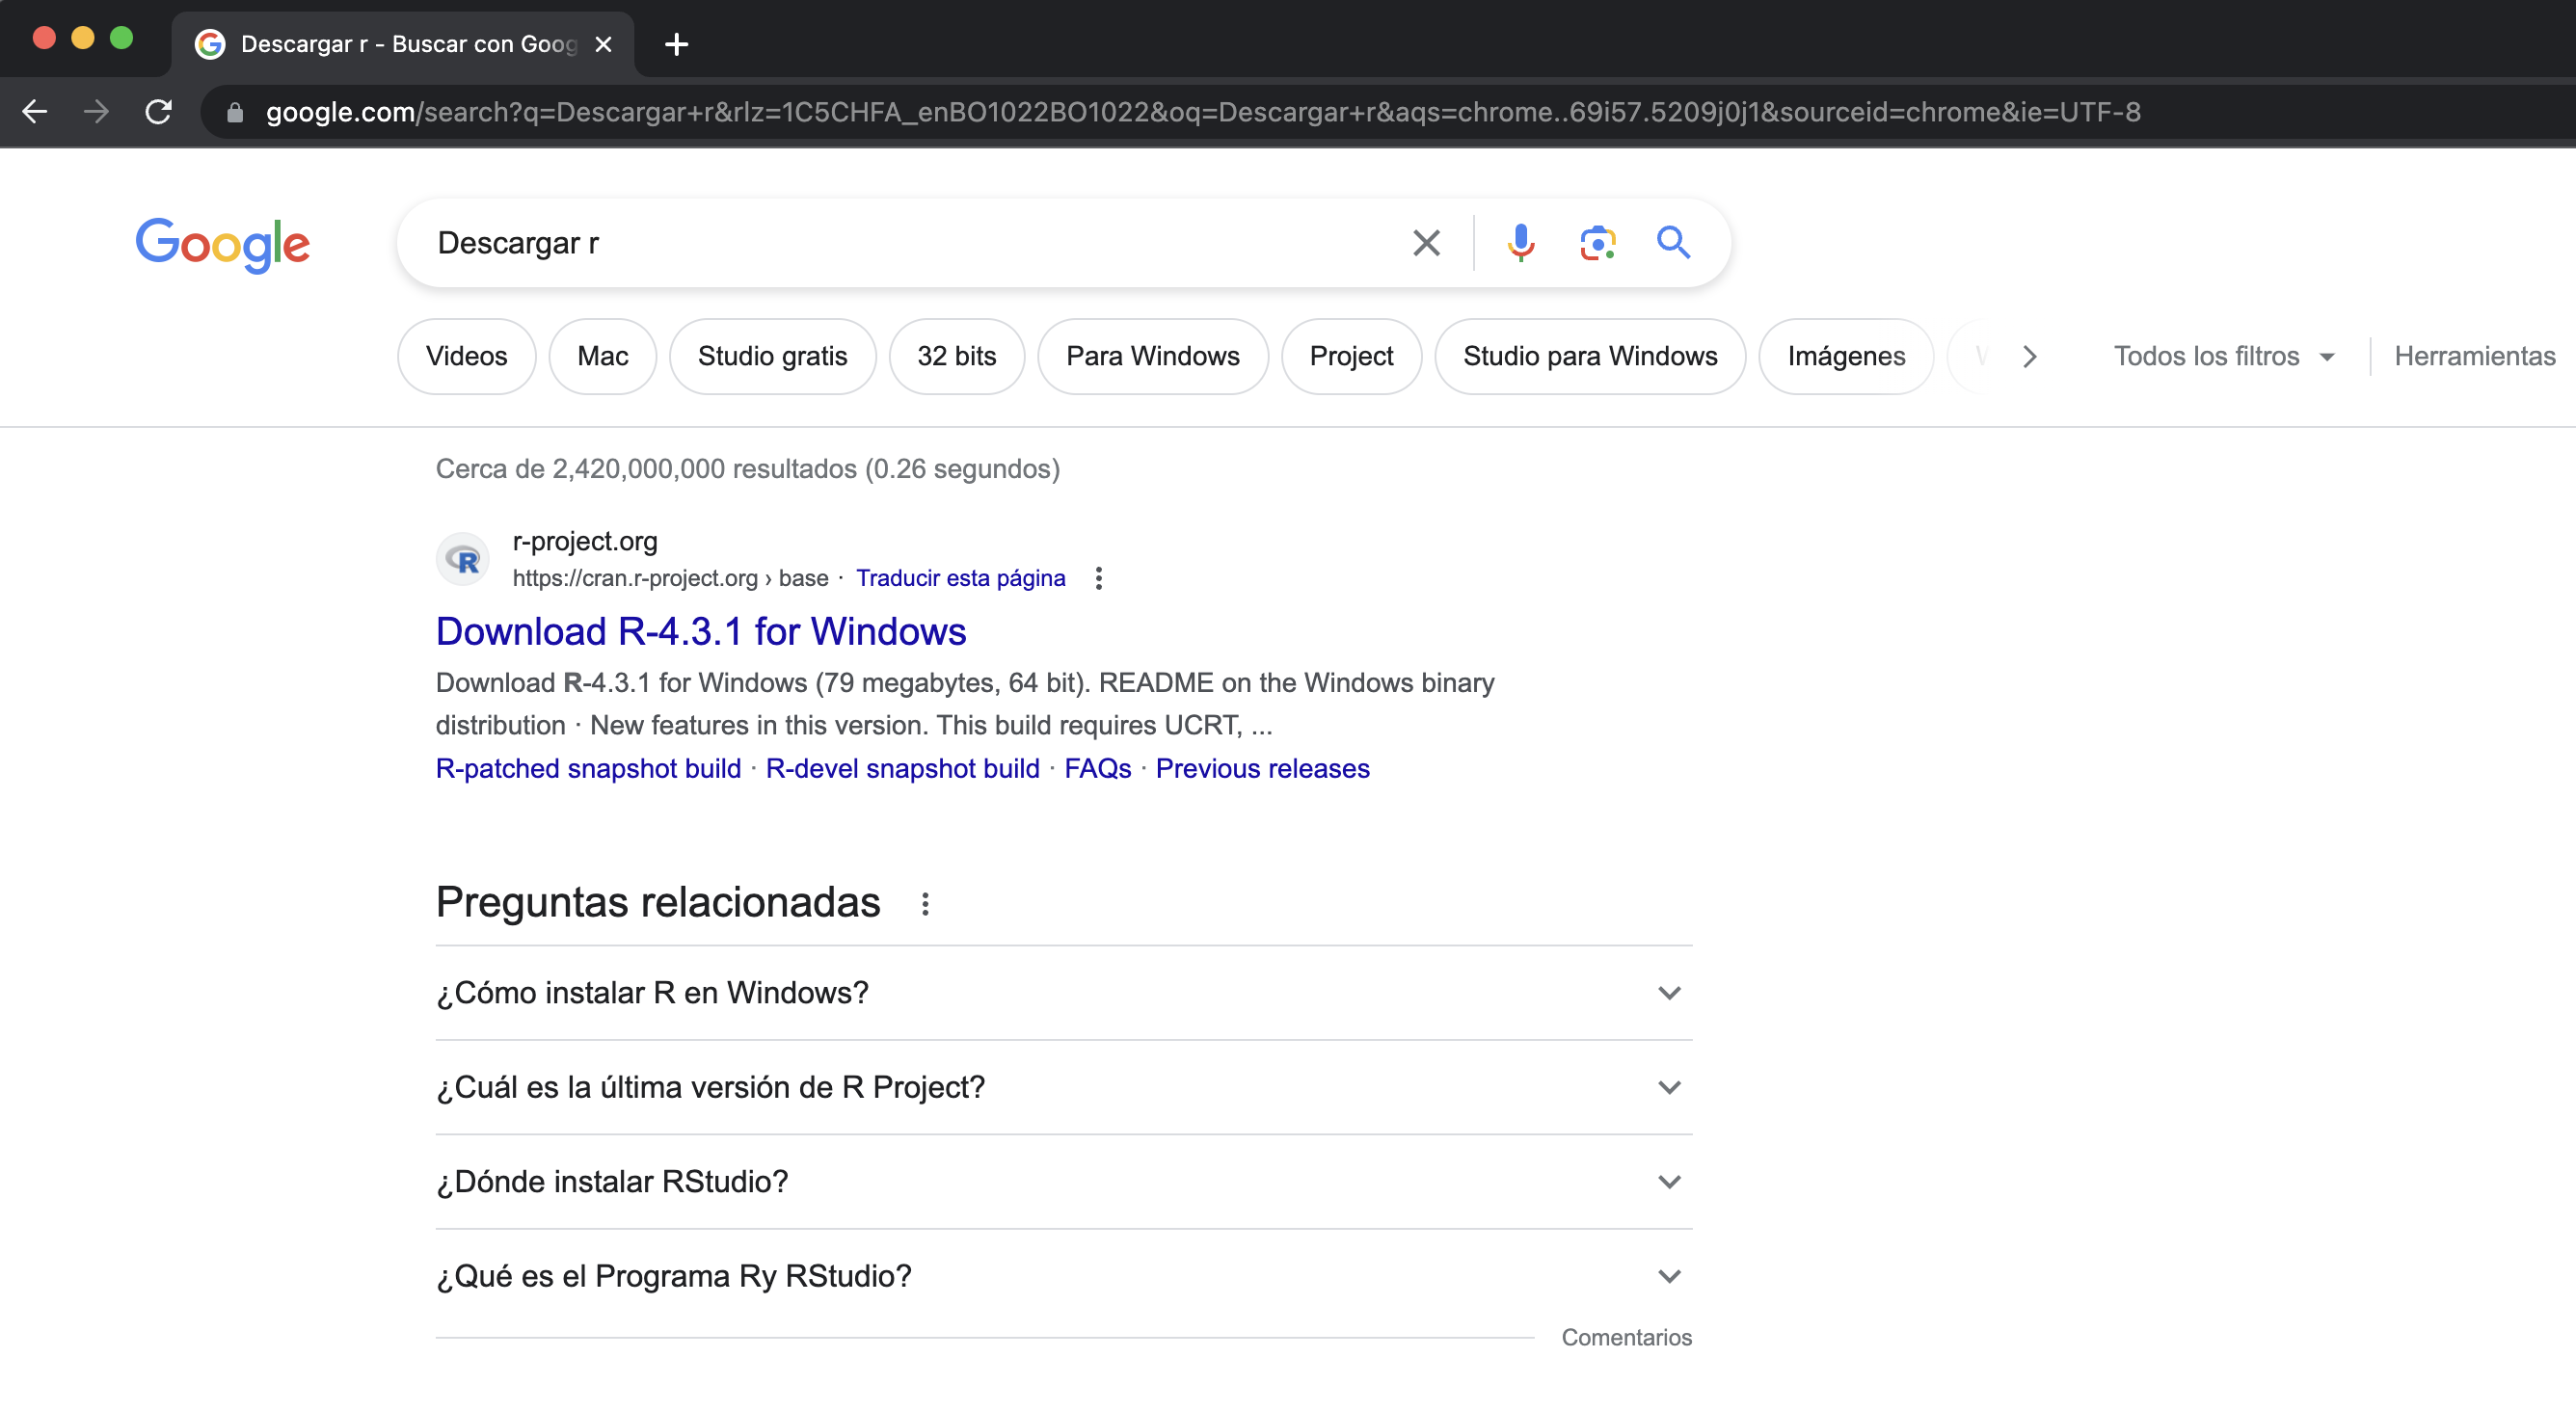 Descargar r - Buscar con Goog
google.com/search?q=Descargar+r&rlz=1C5CHFA_enBO1022BO1022&oq=Descargar+r&aqs=chrome..69i57.5209j0j1&sourceid=chrome&ie=UTF-8
Google
Descargar r
Videos
Mac
Studio gratis
32 bits
Para Windows
Project
Studio para Windows
Imágenes
Todos los filtros
Herramientas
Cerca de 2,420,000,000 resultados (0.26 segundos)
R
r-project.org
https://cran.r-project.org › base · Traducir esta página
Download R-4.3.1 for Windows
Download R-4.3.1 for Windows (79 megabytes, 64 bit). README on the Windows binary
distribution · New features in this version. This build requires UCRT, ...
R-patched snapshot build · R-devel snapshot build · FAQs · Previous releases
Preguntas relacionadas
¿Cómo instalar R en Windows?
¿Cuál es la última versión de R Project?
¿Dónde instalar RStudio?
¿Qué es el Programa Ry RStudio?
Comentarios